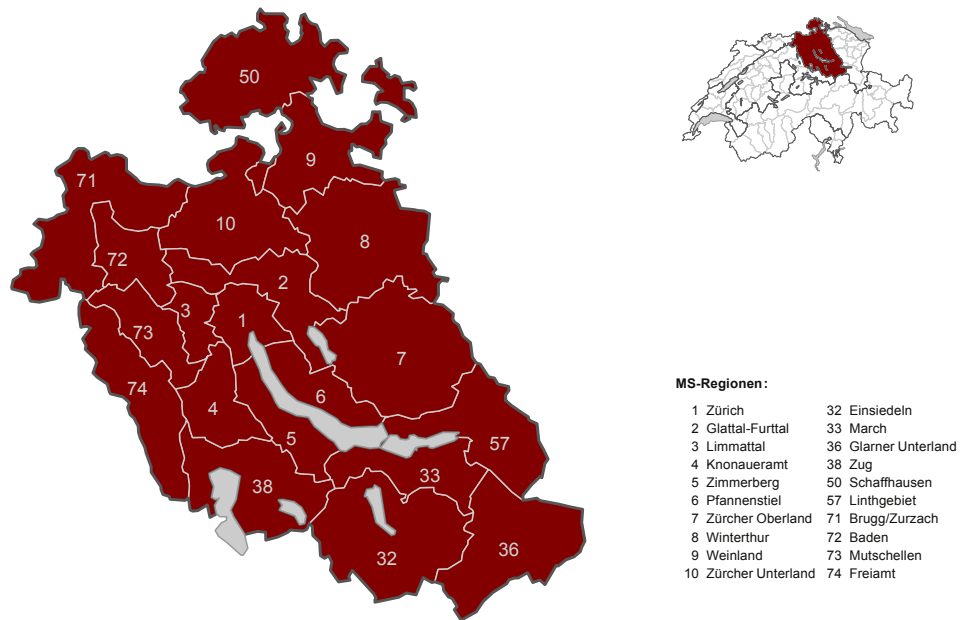 50
9
71
10
8
72
2
3
1
73
7
74
6
4
5
57
33
38
32
36
MS-Regionen:
1 Zürich
2 Glattal-Furttal
3 Limmattal
4 Knonaueramt
5 Zimmerberg
6 Pfannenstiel
7 Zürcher Oberland
8 Winterthur
9 Weinland
10 Zürcher Unterland
32 Einsiedeln
33 March
36 Glarner Unterland
38 Zug
50 Schaffhausen
57 Linthgebiet
71 Brugg/Zurzach
72 Baden
73 Mutschellen
74 Freiamt